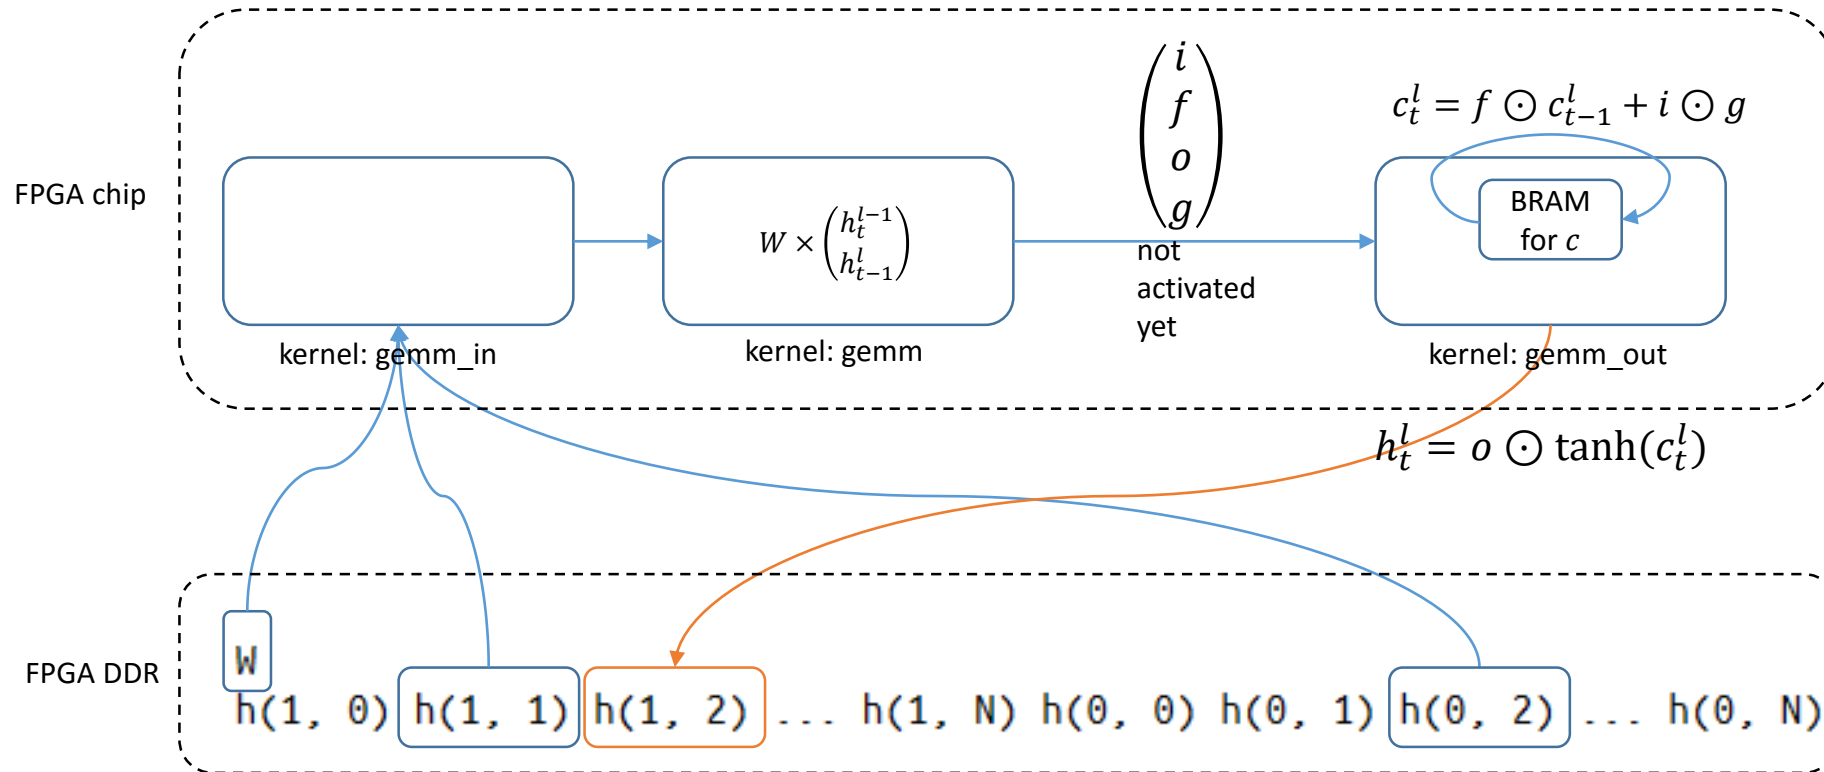 i
f
o
g
c_t^l = f ⊙ c_{t-1}^l + i ⊙ g
FPGA chip
W × (h_t^{l-1}
h_{t-1}^l)
BRAM
for c
not
activated
yet
kernel: gemm_in
kernel: gemm
kernel: gemm_out
h_t^l = o ⊙ tanh(c_t^l)
FPGA DDR
W
h(1, 0) h(1, 1) h(1, 2) ... h(1, N) h(0, 0) h(0, 1) h(0, 2) ... h(0, N)